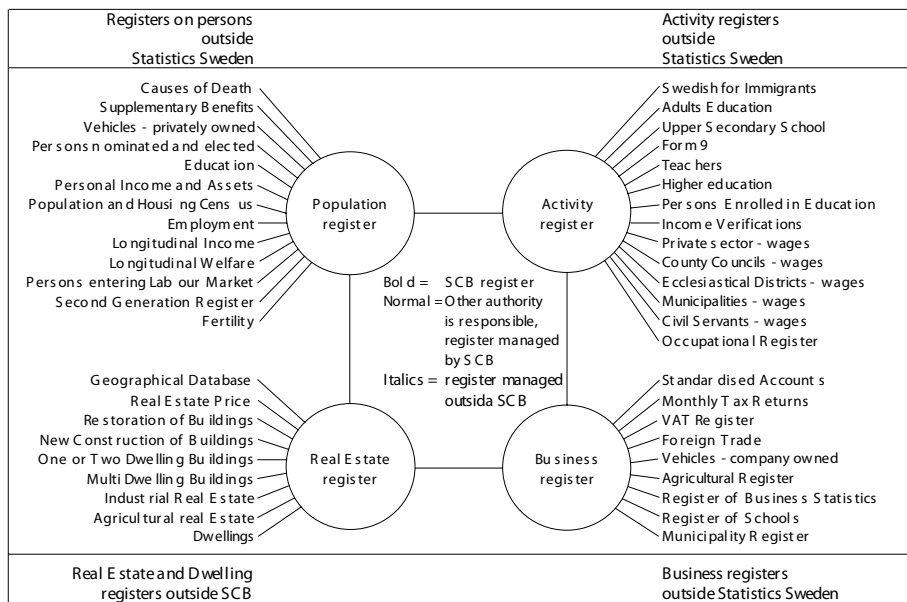 Registers on persons
outside
Statistics Sweden
Activity registers
outside
Statistics Sweden
Causes of Death
Supplementary Benefits
Vehicles - privately owned
Persons nominated and elected
Education
Personal Income and Assets
Population and Housing Census
Employment
Longitudinal Income
Longitudinal Welfare
Persons entering Labour Market
Second Generation Register
Fertility
Population
register
Activity
register
Swedish for Immigrants
Adults Education
Upper Secondary School
Form 9
Teachers
Higher education
Persons Enrolled in Education
Income Verifications
Private sector - wages
County Councils - wages
Ecclesiastical Districts - wages
Municipalities - wages
Civil Servants - wages
Occupational Register
Bold = SCB register
Normal = Other authority
is responsible,
register managed
by SCB
Italics = register managed
outsida SCB
Geographical Database
Real Estate Price
Restoration of Buildings
New Construction of Buildings
One or Two Dwelling Buildings
Multi Dwelling Buildings
Industrial Real Estate
Agricultural real Estate
Dwellings
Real Estate
register
Business
register
Standardised Accounts
Monthly Tax Returns
VAT Register
Foreign Trade
Vehicles - company owned
Agricultural Register
Register of Business Statistics
Register of Schools
Municipality Register
Real Estate and Dwelling
registers outside SCB
Business registers
outside Statistics Sweden